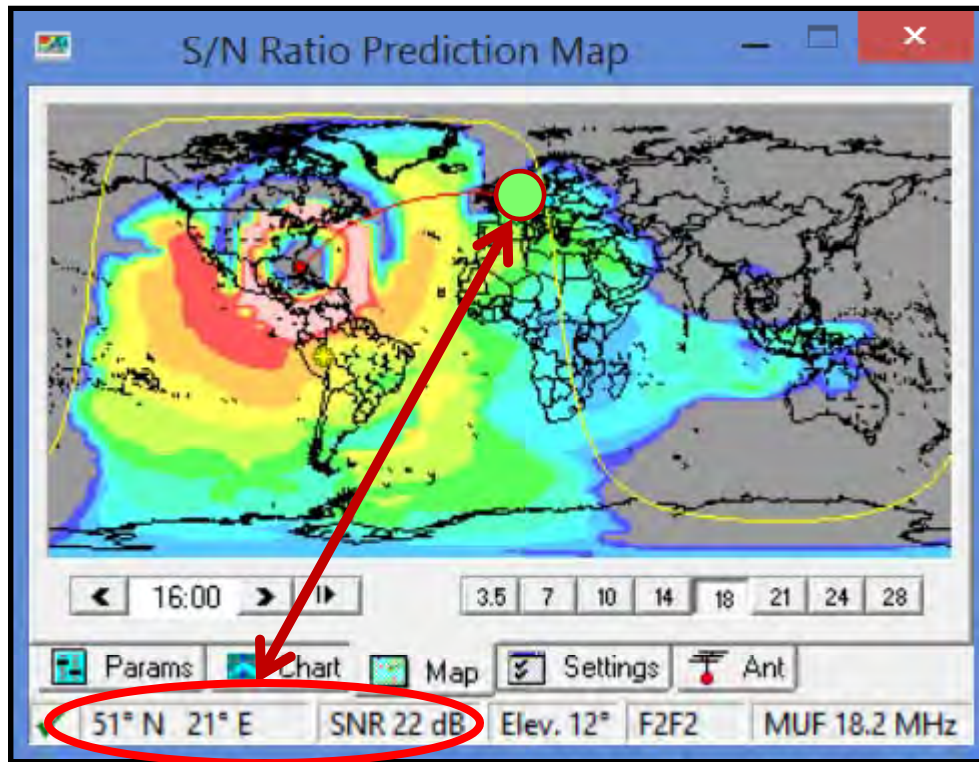 S/N Ratio Prediction Map
16:00 3.5 7 10 14 18 21 24 28
Params Chart Map Settings Ant
51° N 21° E SNR 22 dB Elev. 12° F2F2 MUF 18.2 MHz